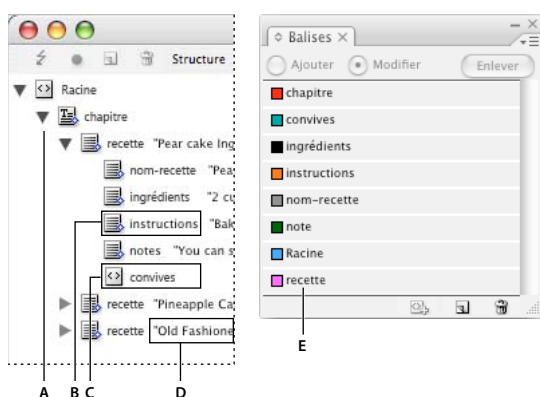 Structure
Racine
chapitre
recette "Pear cake Ing
nom-recette "Pea
ingrédients "2 cu
instructions "Bak
notes "You can s
convives
recette "Pineapple Ca
recette "Old Fashione
A B C D
Balises
Ajouter Modifier Enlever
chapitre
convives
ingrédients
instructions
nom-recette
note
Racine
recette
E